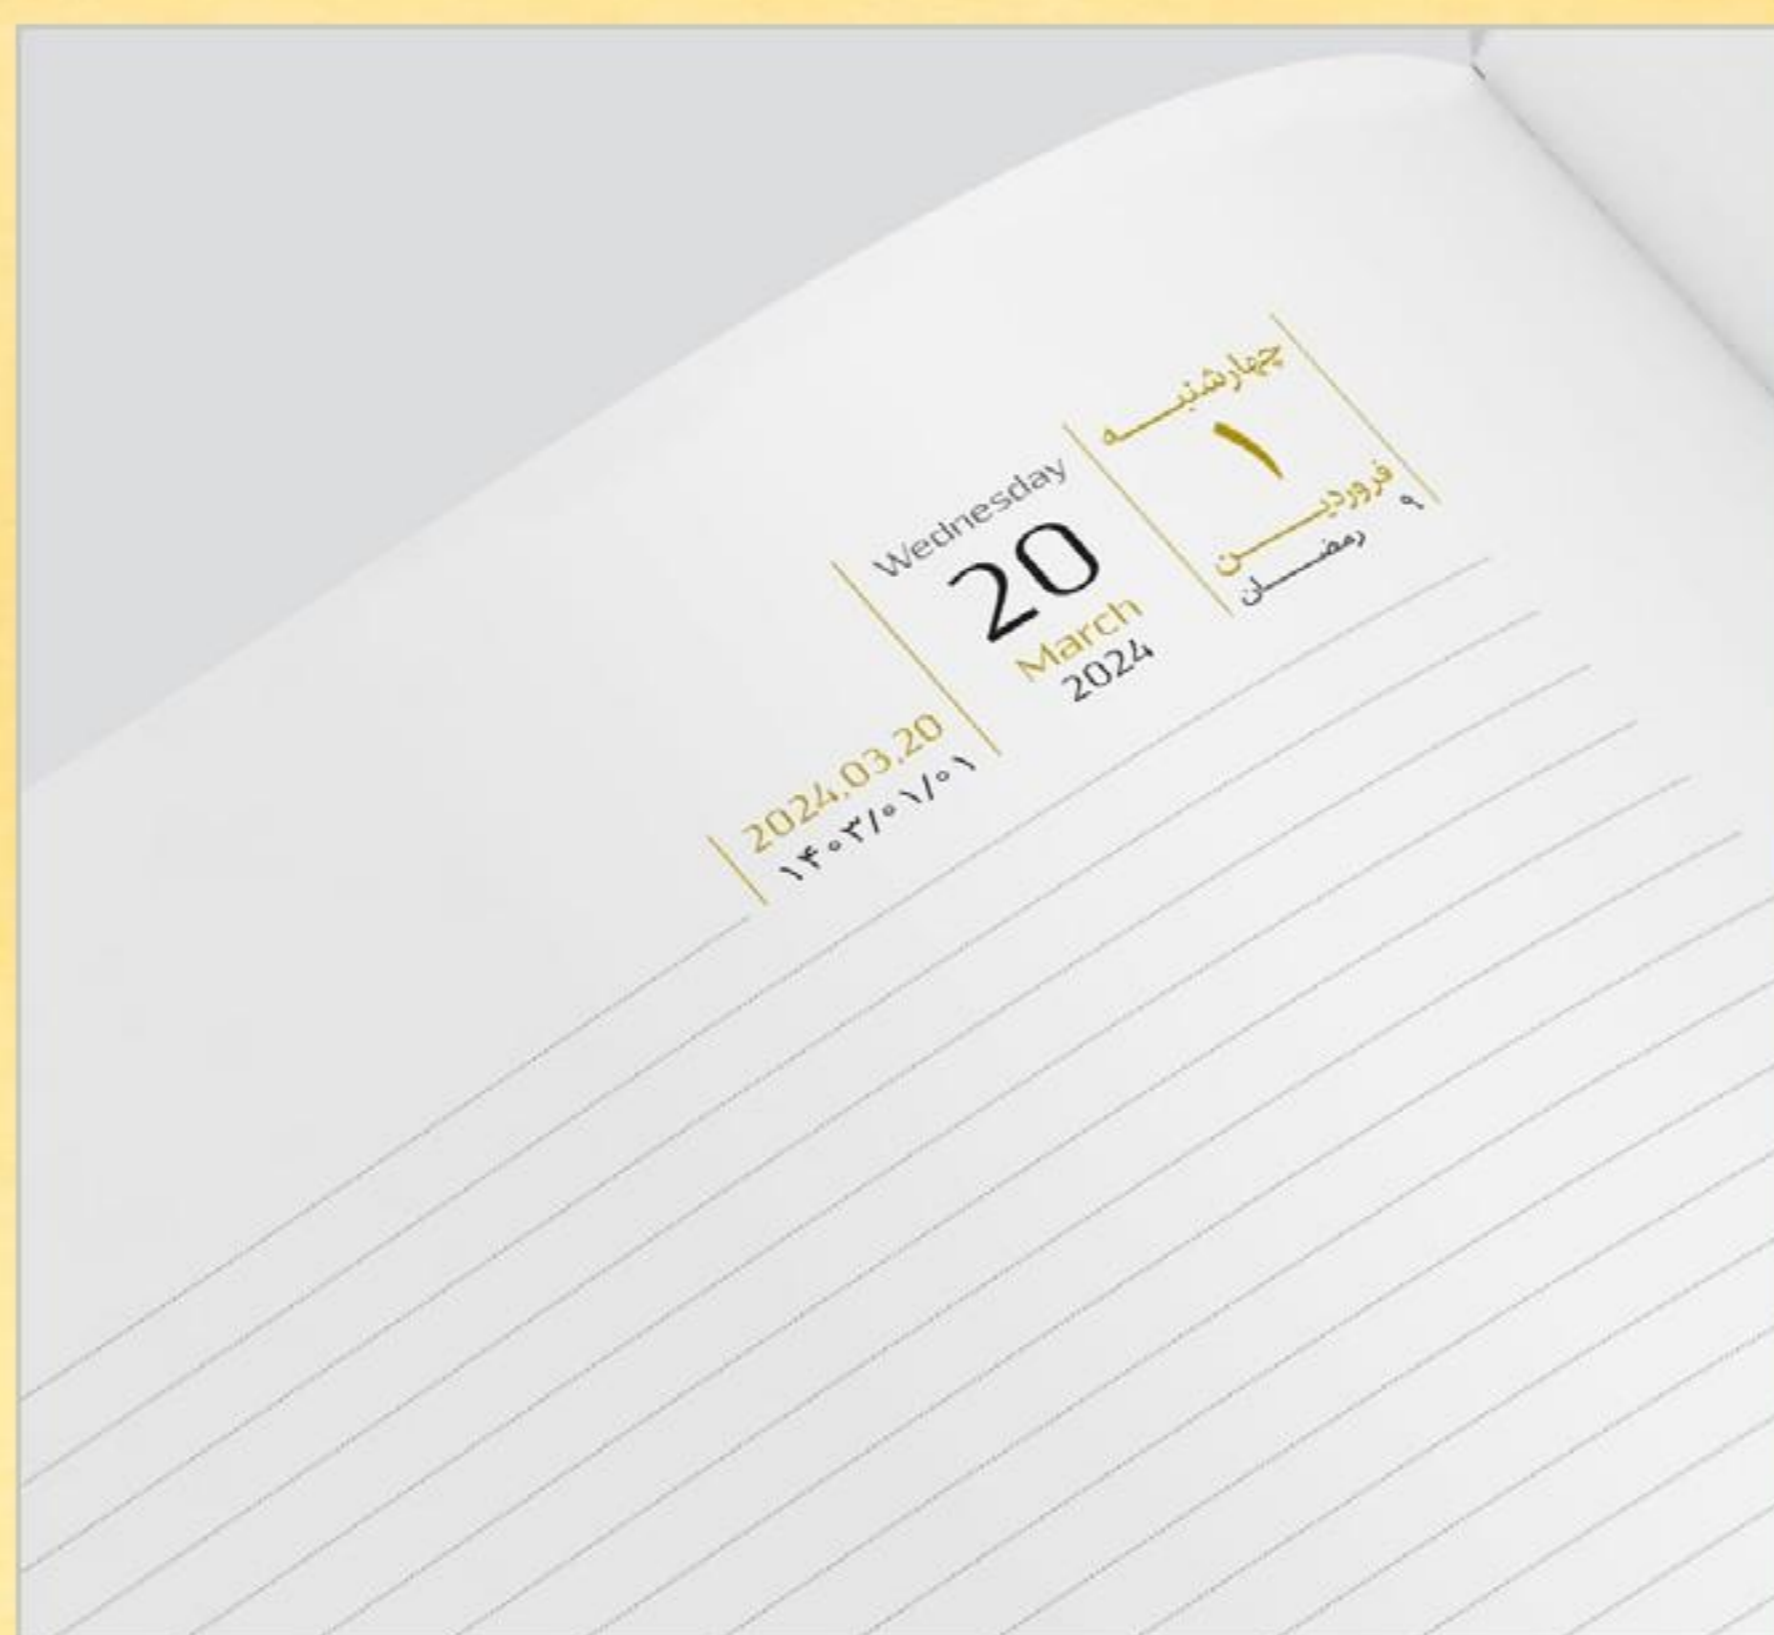 چهارشنبه
۱
فروردین
۹ رمضان
Wednesday
20
March
2024
2024.03.20
۱۴۰۳/۰۱/۰۱